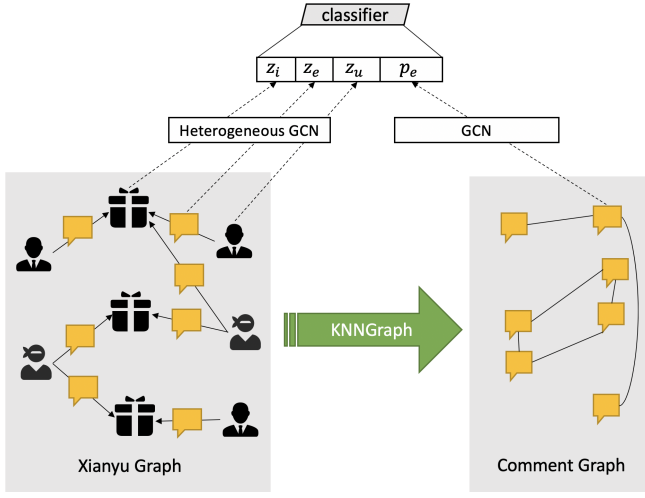 classifier
z_i z_e z_u p_e
Heterogeneous GCN
GCN
KNNGraph
Xianyu Graph
Comment Graph